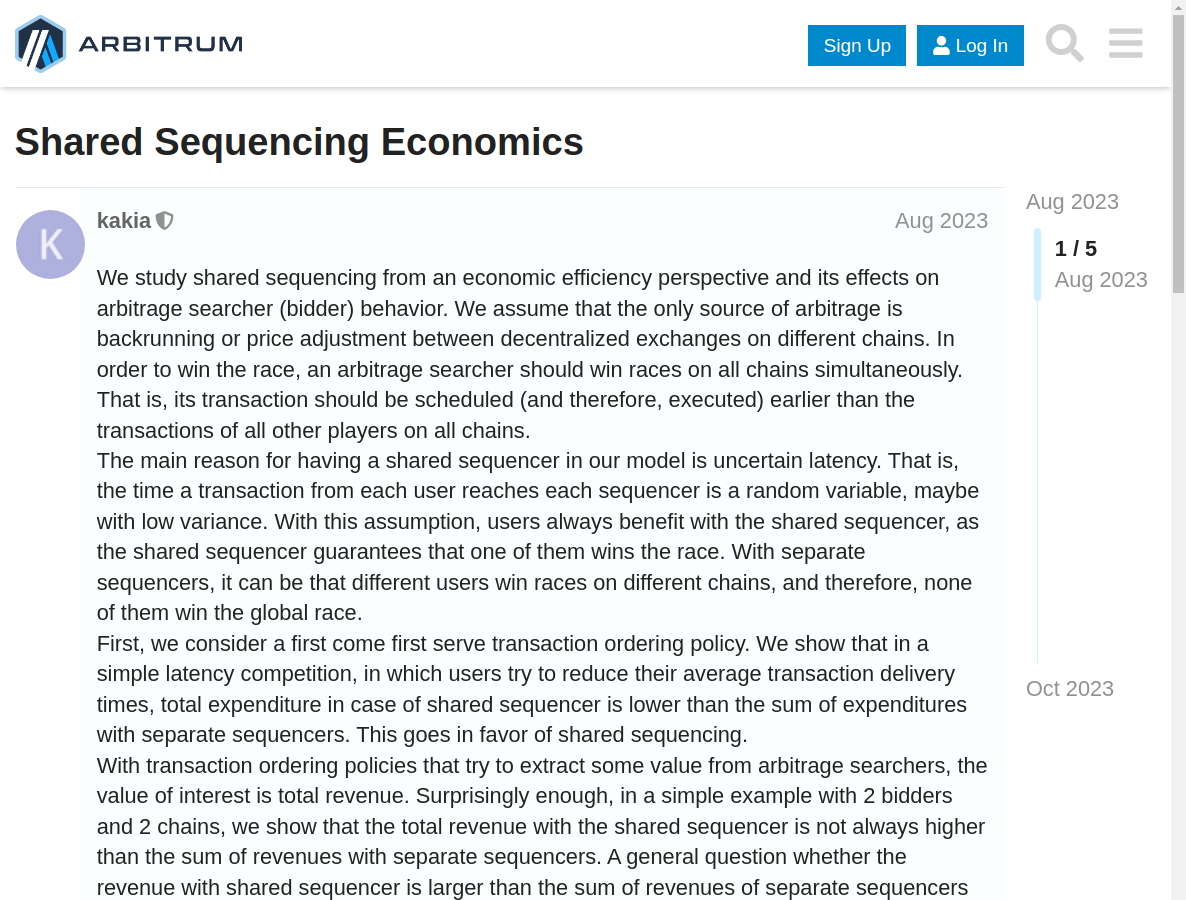 ARBITRUM
Sign Up
Log In
Shared Sequencing Economics
K
kakia
Aug 2023
We study shared sequencing from an economic efficiency perspective and its effects on
arbitrage searcher (bidder) behavior. We assume that the only source of arbitrage is
backrunning or price adjustment between decentralized exchanges on different chains. In
order to win the race, an arbitrage searcher should win races on all chains simultaneously.
That is, its transaction should be scheduled (and therefore, executed) earlier than the
transactions of all other players on all chains.
The main reason for having a shared sequencer in our model is uncertain latency. That is,
the time a transaction from each user reaches each sequencer is a random variable, maybe
with low variance. With this assumption, users always benefit with the shared sequencer, as
the shared sequencer guarantees that one of them wins the race. With separate
sequencers, it can be that different users win races on different chains, and therefore, none
of them win the global race.
First, we consider a first come first serve transaction ordering policy. We show that in a
simple latency competition, in which users try to reduce their average transaction delivery
times, total expenditure in case of shared sequencer is lower than the sum of expenditures
with separate sequencers. This goes in favor of shared sequencing.
With transaction ordering policies that try to extract some value from arbitrage searchers, the
value of interest is total revenue. Surprisingly enough, in a simple example with 2 bidders
and 2 chains, we show that the total revenue with the shared sequencer is not always higher
than the sum of revenues with separate sequencers. A general question whether the
revenue with shared sequencer is larger than the sum of revenues of separate sequencers
Aug 2023
1 / 5
Aug 2023
Oct 2023